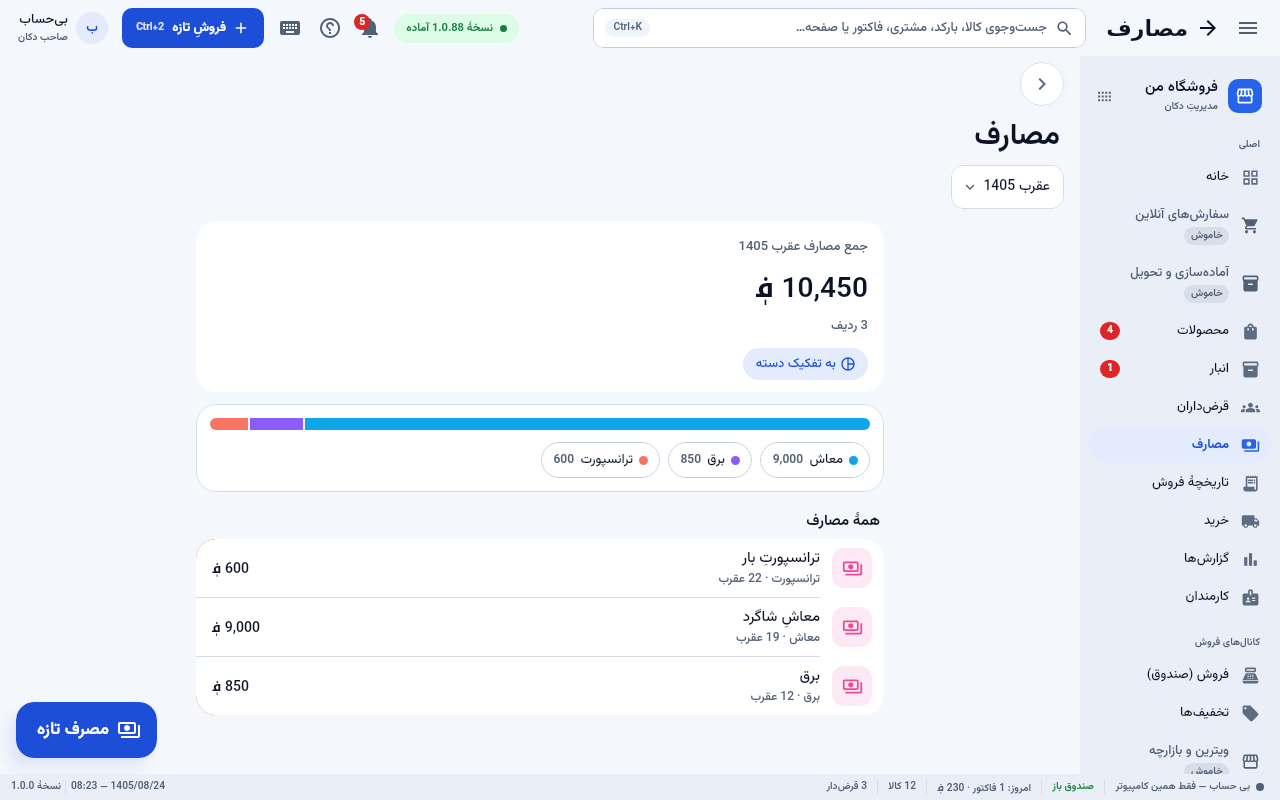 مصارف
جست‌وجوی کالا، بارکد، مشتری، فاکتور یا صفحه...
Ctrl+K
نسخهٔ 1.0.88 آماده
5
فروشِ تازه
Ctrl+2
ب
بی‌حساب
صاحب دکان
فروشگاه من
مدیریتِ دکان
اصلی
خانه
سفارش‌های آنلاین
خاموش
آماده‌سازی و تحویل
خاموش
محصولات
4
انبار
1
قرض‌داران
مصارف
تاریخچهٔ فروش
خرید
گزارش‌ها
کارمندان
کانال‌های فروش
فروش (صندوق)
تخفیف‌ها
ویترین و بازارچه
خاموش
مصارف
عقرب 1405
جمع مصارف عقرب 1405
10,450 ؋
3 ردیف
به تفکیک دسته
معاش 9,000
برق 850
ترانسپورت 600
همهٔ مصارف
ترانسپورتِ بار
ترانسپورت · 22 عقرب
600 ؋
معاشِ شاگرد
معاش · 19 عقرب
9,000 ؋
برق
برق · 12 عقرب
850 ؋
مصرف تازه
بی حساب — فقط همین کامپیوتر
صندوق باز
امروز: 1 فاکتور · 230 ؋
12 کالا
3 قرض‌دار
1405/08/24 — 08:23
نسخهٔ 1.0.0